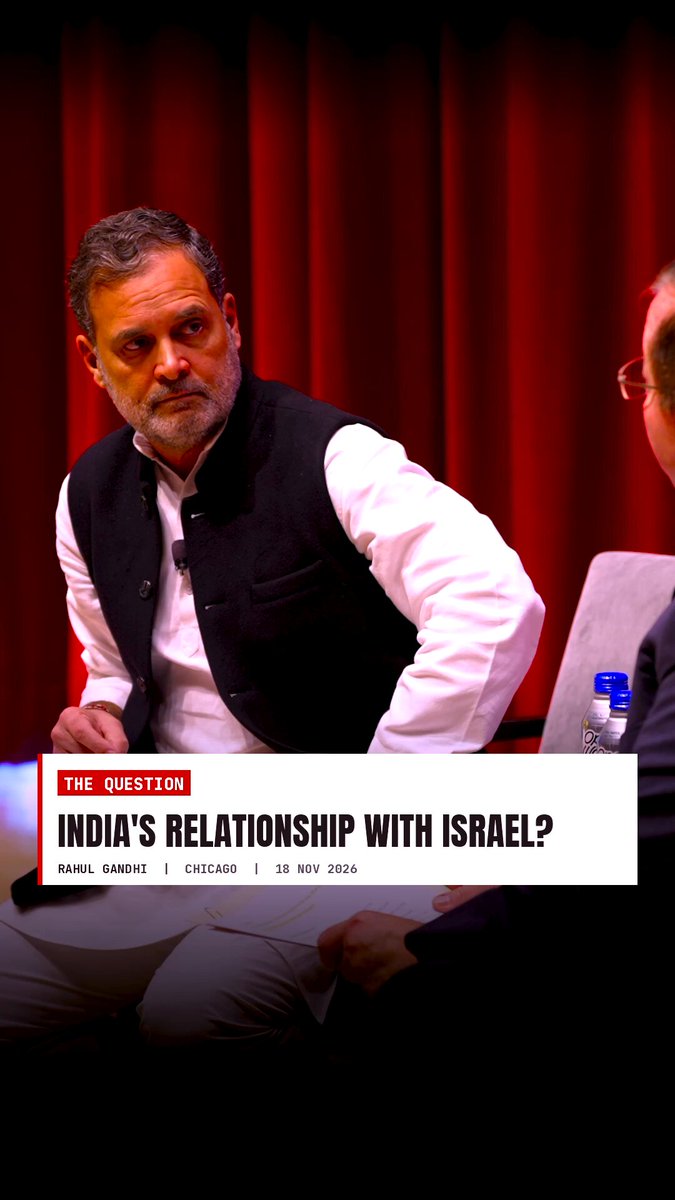 THE QUESTION
INDIA'S RELATIONSHIP WITH ISRAEL?
RAHUL GANDHI | CHICAGO | 18 NOV 2026